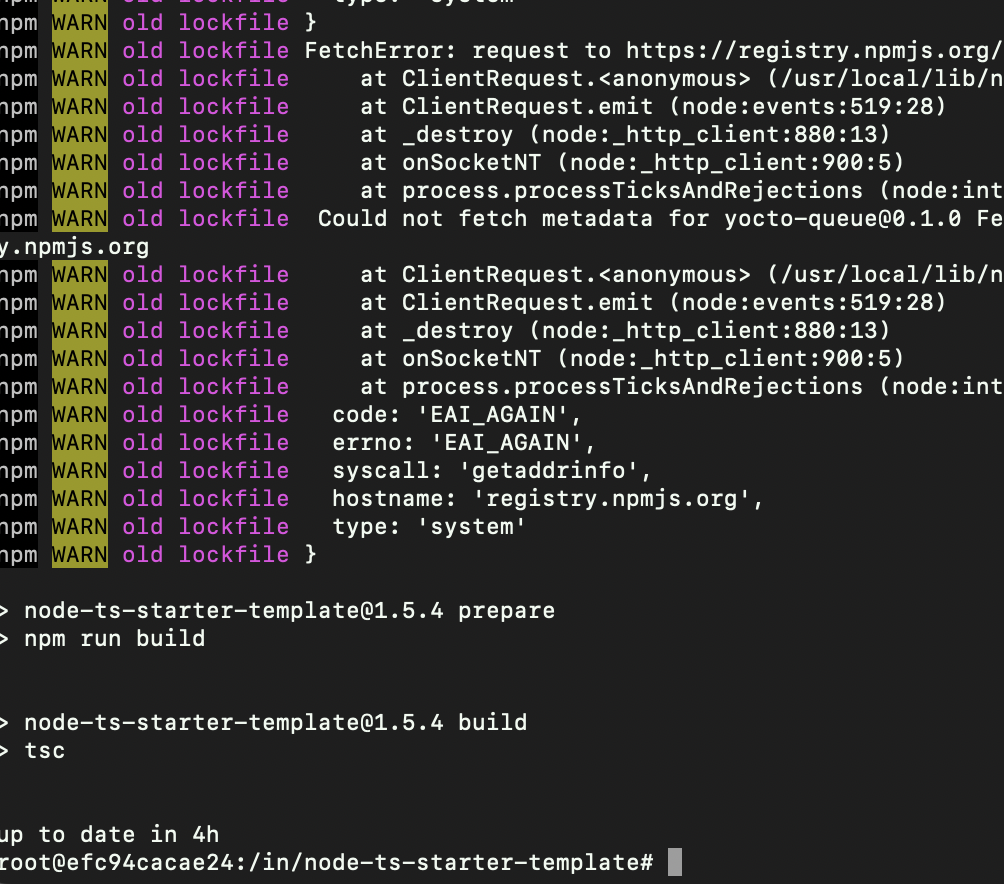 npm WARN old lockfile   type: 'system'
npm WARN old lockfile }
npm WARN old lockfile FetchError: request to https://registry.npmjs.org/
npm WARN old lockfile     at ClientRequest.<anonymous> (/usr/local/lib/n
npm WARN old lockfile     at ClientRequest.emit (node:events:519:28)
npm WARN old lockfile     at _destroy (node:_http_client:880:13)
npm WARN old lockfile     at onSocketNT (node:_http_client:900:5)
npm WARN old lockfile     at process.processTicksAndRejections (node:int
npm WARN old lockfile  Could not fetch metadata for yocto-queue@0.1.0 Fe
y.npmjs.org
npm WARN old lockfile     at ClientRequest.<anonymous> (/usr/local/lib/n
npm WARN old lockfile     at ClientRequest.emit (node:events:519:28)
npm WARN old lockfile     at _destroy (node:_http_client:880:13)
npm WARN old lockfile     at onSocketNT (node:_http_client:900:5)
npm WARN old lockfile     at process.processTicksAndRejections (node:int
npm WARN old lockfile   code: 'EAI_AGAIN',
npm WARN old lockfile   errno: 'EAI_AGAIN',
npm WARN old lockfile   syscall: 'getaddrinfo',
npm WARN old lockfile   hostname: 'registry.npmjs.org',
npm WARN old lockfile   type: 'system'
npm WARN old lockfile }
> node-ts-starter-template@1.5.4 prepare
> npm run build
> node-ts-starter-template@1.5.4 build
> tsc
up to date in 4h
root@efc94cacae24:/in/node-ts-starter-template#